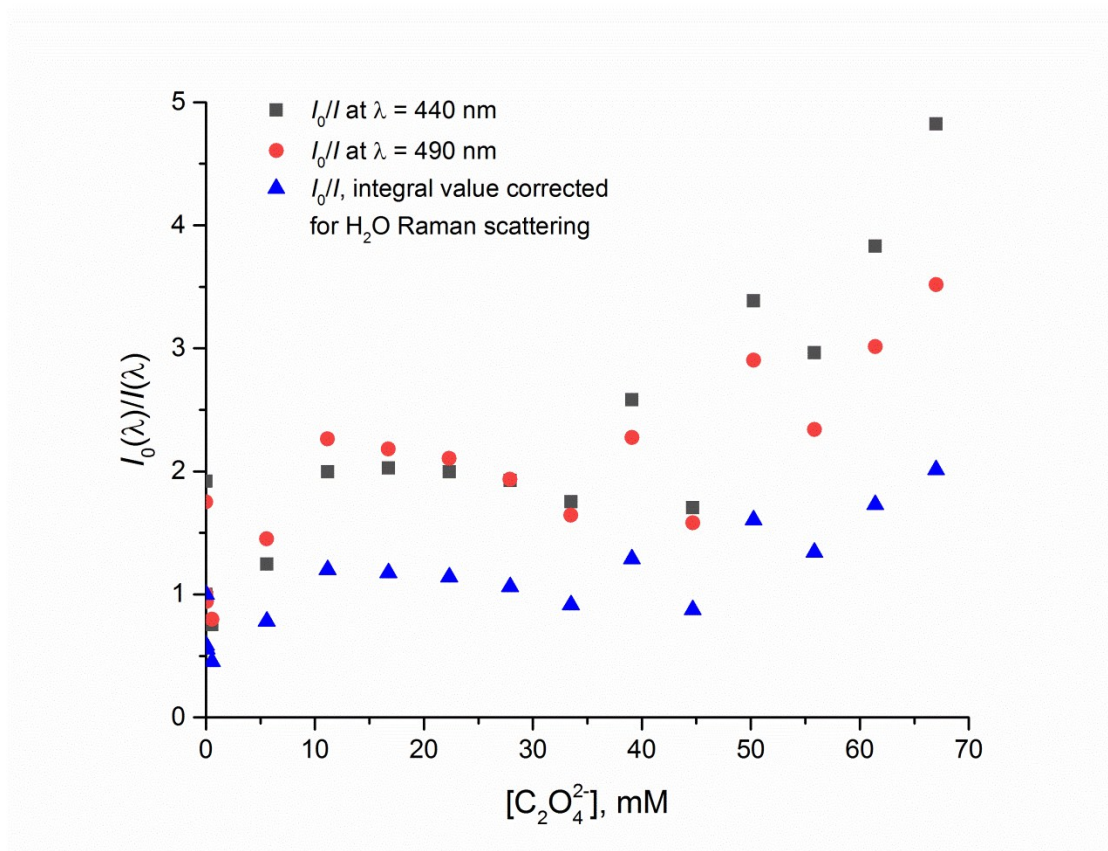 I₀/I at λ = 440 nm
I₀/I at λ = 490 nm
I₀/I, integral value corrected
for H₂O Raman scattering
I₀(λ)/I(λ)
5
4
3
2
1
0
0 10 20 30 40 50 60 70
[C₂O₄²⁻], mM